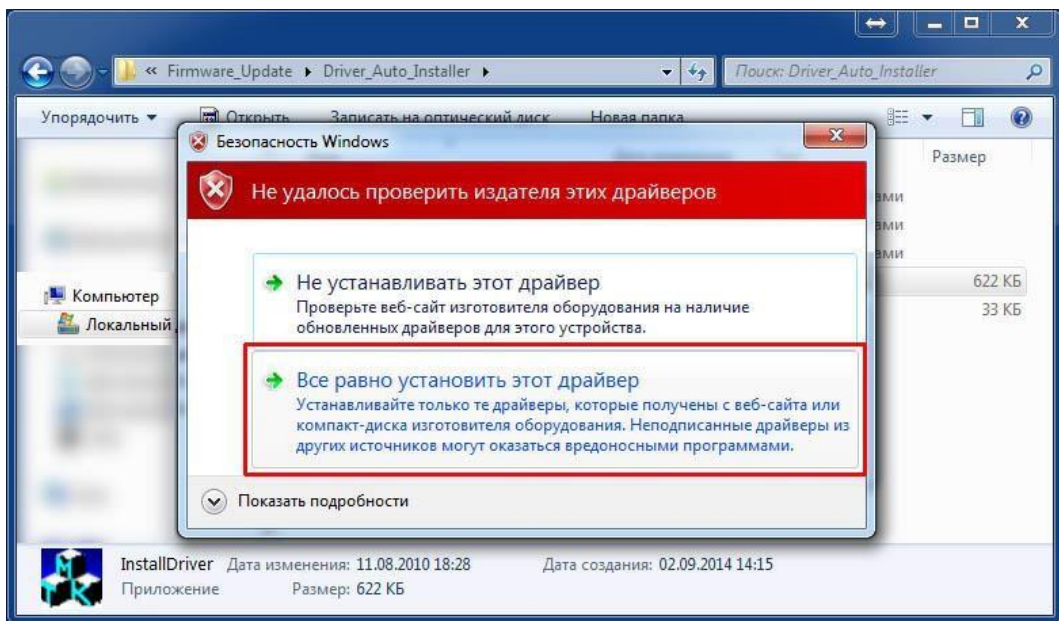 « Firmware_Update ▸ Driver_Auto_Installer ▸
Поиск: Driver_Auto_Installer
Упорядочить ▾ Открыть Записать на оптический диск Новая папка
Безопасность Windows
Размер
Не удалось проверить издателя этих драйверов
ами
ами
ами
Не устанавливать этот драйвер
622 КБ
Компьютер
Проверьте веб-сайт изготовителя оборудования на наличие
33 КБ
Локальный
обновленных драйверов для этого устройства.
Все равно установить этот драйвер
Устанавливайте только те драйверы, которые получены с веб-сайта или
компакт-диска изготовителя оборудования. Неподписанные драйверы из
других источников могут оказаться вредоносными программами.
Показать подробности
InstallDriver Дата изменения: 11.08.2010 18:28 Дата создания: 02.09.2014 14:15
Приложение Размер: 622 КБ